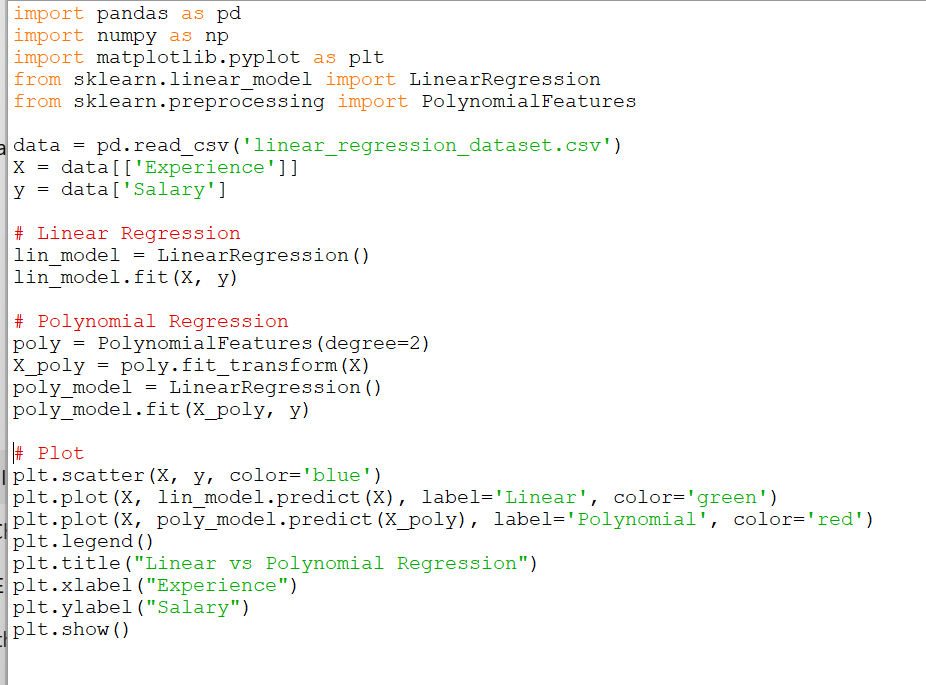 import pandas as pd
import numpy as np
import matplotlib.pyplot as plt
from sklearn.linear_model import LinearRegression
from sklearn.preprocessing import PolynomialFeatures

data = pd.read_csv('linear_regression_dataset.csv')
X = data[['Experience']]
y = data['Salary']

# Linear Regression
lin_model = LinearRegression()
lin_model.fit(X, y)

# Polynomial Regression
poly = PolynomialFeatures(degree=2)
X_poly = poly.fit_transform(X)
poly_model = LinearRegression()
poly_model.fit(X_poly, y)

# Plot
plt.scatter(X, y, color='blue')
plt.plot(X, lin_model.predict(X), label='Linear', color='green')
plt.plot(X, poly_model.predict(X_poly), label='Polynomial', color='red')
plt.legend()
plt.title("Linear vs Polynomial Regression")
plt.xlabel("Experience")
plt.ylabel("Salary")
plt.show()